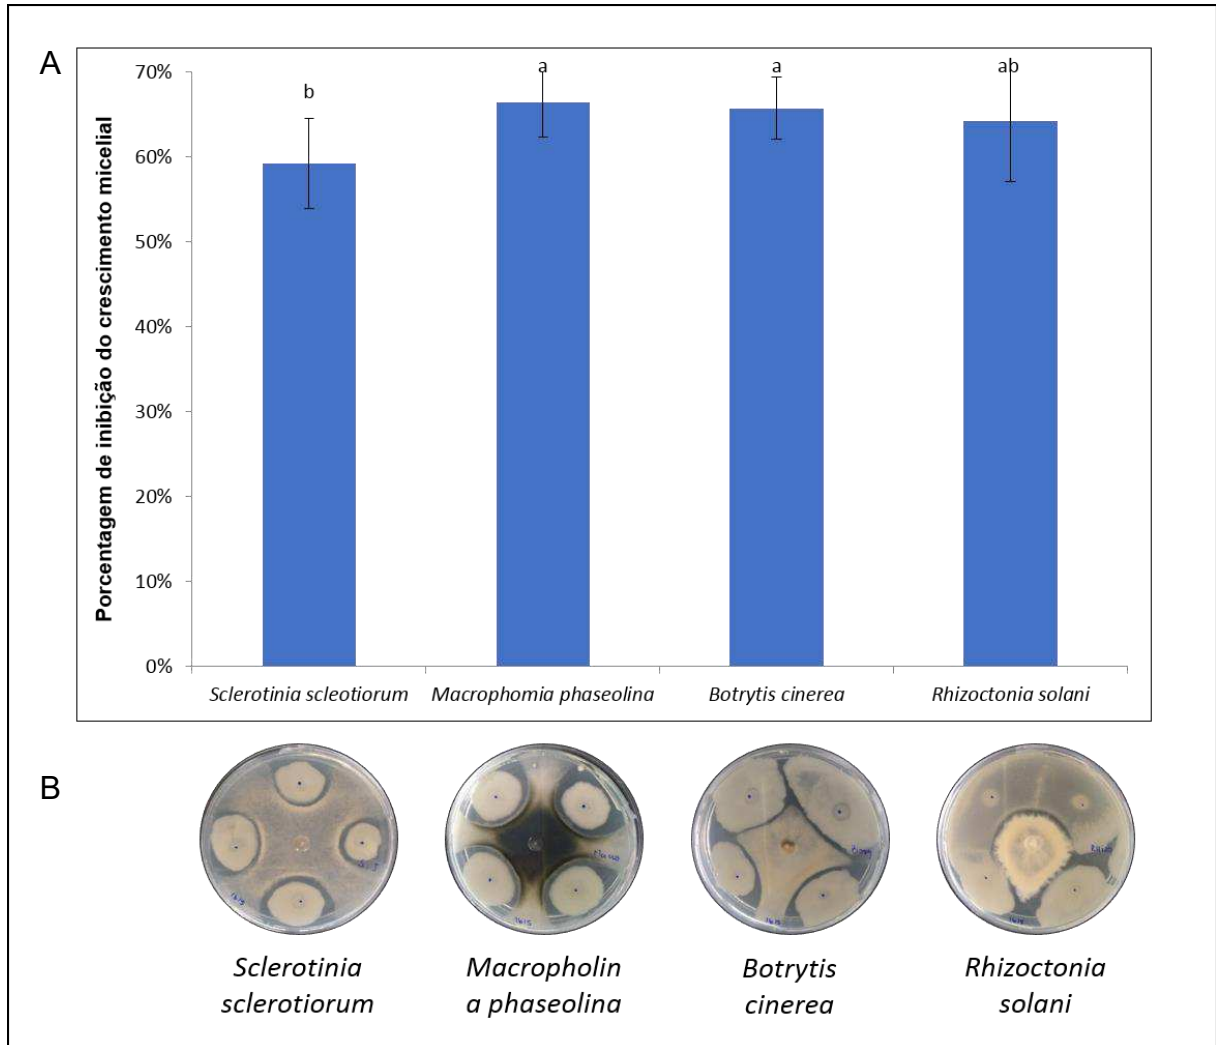 A
Porcentagem de inibição do crescimento micelial
70%
60%
50%
40%
30%
20%
10%
0%
b
a
a
ab
Sclerotinia scleotiorum
Macrophomia phaseolina
Botrytis cinerea
Rhizoctonia solani
B
Sclerotinia
sclerotiorum
Macropholin
a phaseolina
Botrytis
cinerea
Rhizoctonia
solani